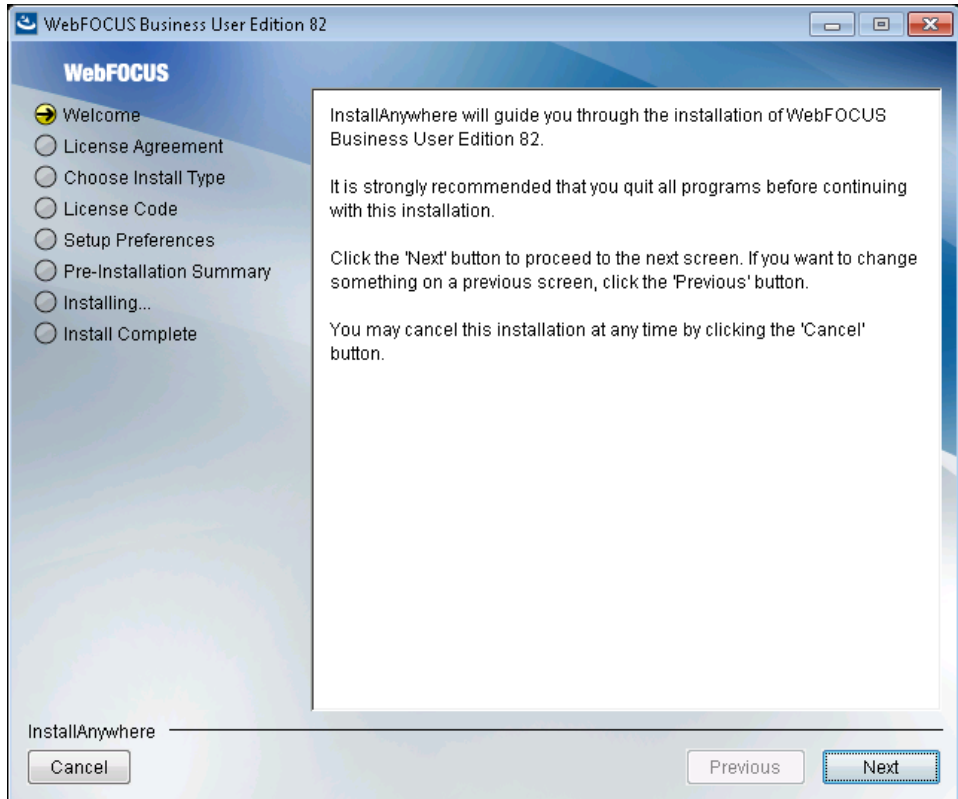 WebFOCUS Business User Edition 82
WebFOCUS
Welcome
License Agreement
Choose Install Type
License Code
Setup Preferences
Pre-Installation Summary
Installing...
Install Complete
InstallAnywhere will guide you through the installation of WebFOCUS
Business User Edition 82.
It is strongly recommended that you quit all programs before continuing
with this installation.
Click the 'Next' button to proceed to the next screen. If you want to change
something on a previous screen, click the 'Previous' button.
You may cancel this installation at any time by clicking the 'Cancel'
button.
InstallAnywhere
Cancel
Previous
Next